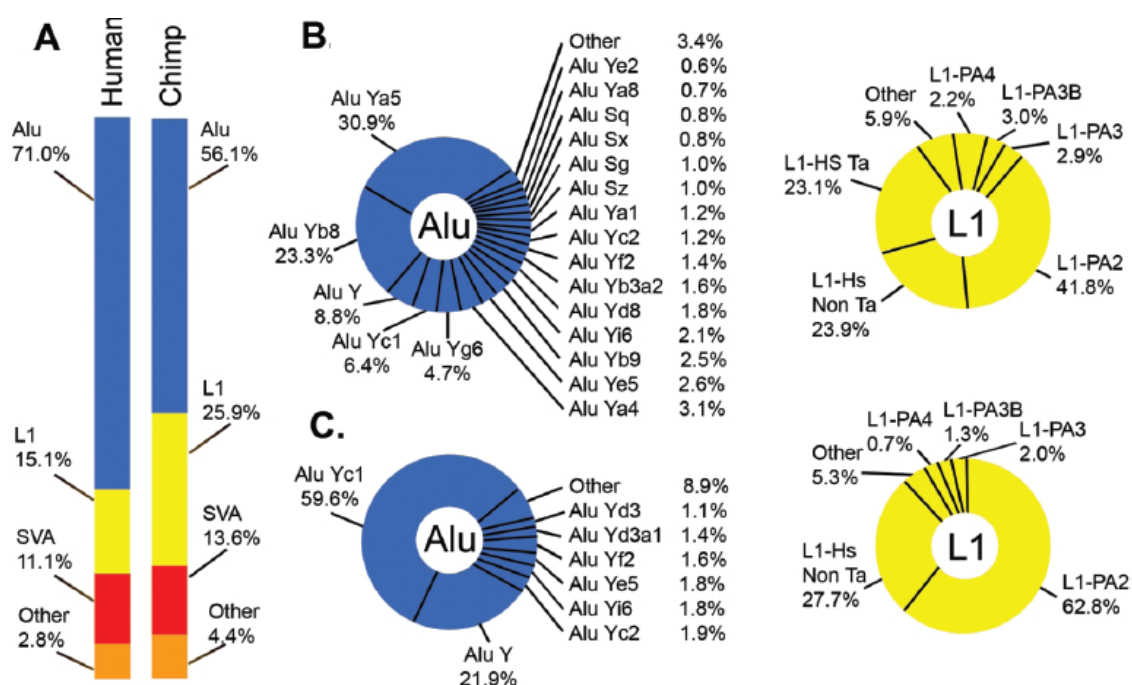 A
Human
Chimp
Alu
71.0%
Alu
56.1%
L1
25.9%
L1
15.1%
SVA
13.6%
SVA
11.1%
Other
2.8%
Other
4.4%
B.
Alu Ya5
30.9%
Alu Yb8
23.3%
Alu Y
8.8%
Alu Yc1
6.4%
Alu Yg6
4.7%
Alu
Other 3.4%
Alu Ye2 0.6%
Alu Ya8 0.7%
Alu Sq 0.8%
Alu Sx 0.8%
Alu Sg 1.0%
Alu Sz 1.0%
Alu Ya1 1.2%
Alu Yc2 1.2%
Alu Yf2 1.4%
Alu Yb3a2 1.6%
Alu Yd8 1.8%
Alu Yi6 2.1%
Alu Yb9 2.5%
Alu Ye5 2.6%
Alu Ya4 3.1%
L1-PA4
2.2%
Other
5.9%
L1-PA3B
3.0%
L1-PA3
2.9%
L1-HS Ta
23.1%
L1
L1-PA2
41.8%
L1-Hs
Non Ta
23.9%
C.
Alu Yc1
59.6%
Alu
Alu Y
21.9%
Other 8.9%
Alu Yd3 1.1%
Alu Yd3a1 1.4%
Alu Yf2 1.6%
Alu Ye5 1.8%
Alu Yi6 1.8%
Alu Yc2 1.9%
L1-PA4
0.7%
L1-PA3B
1.3%
L1-PA3
2.0%
Other
5.3%
L1
L1-Hs
Non Ta
27.7%
L1-PA2
62.8%